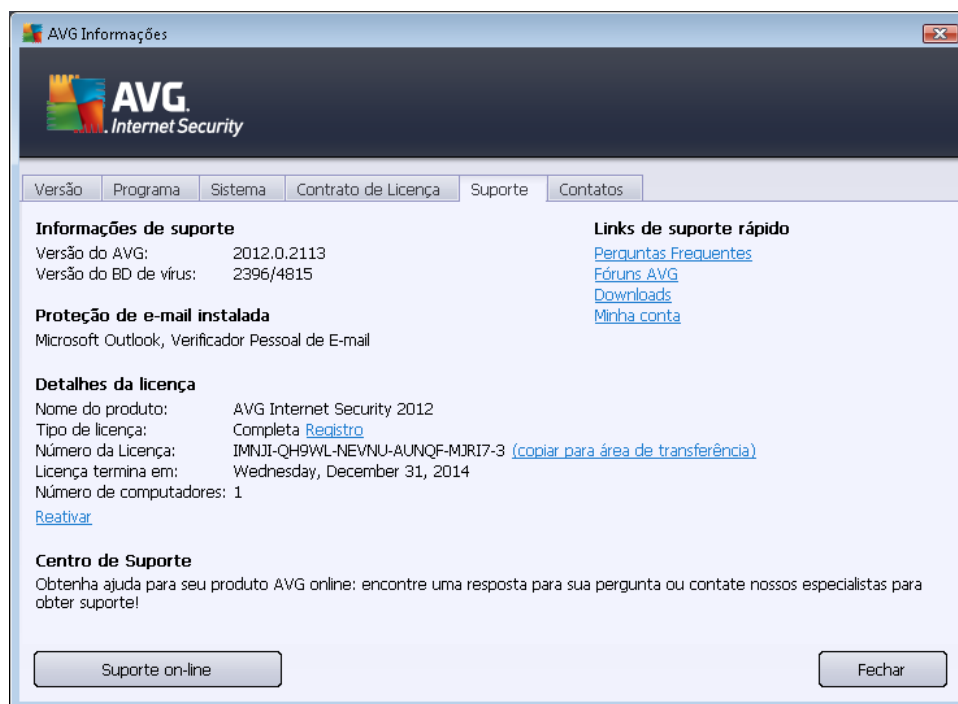 AVG Informações
AVG.
Internet Security
Versão Programa Sistema Contrato de Licença Suporte Contatos
Informações de suporte
Versão do AVG: 2012.0.2113
Versão do BD de vírus: 2396/4815
Proteção de e-mail instalada
Microsoft Outlook, Verificador Pessoal de E-mail
Detalhes da licença
Nome do produto: AVG Internet Security 2012
Tipo de licença: Completa Registro
Número da Licença: IMNJI-QH9WL-NEVNU-AUNQF-MJRI7-3 (copiar para área de transferência)
Licença termina em: Wednesday, December 31, 2014
Número de computadores: 1
Reativar
Links de suporte rápido
Perguntas Frequentes
Fóruns AVG
Downloads
Minha conta
Centro de Suporte
Obtenha ajuda para seu produto AVG online: encontre uma resposta para sua pergunta ou contate nossos especialistas para
obter suporte!
Suporte on-line
Fechar